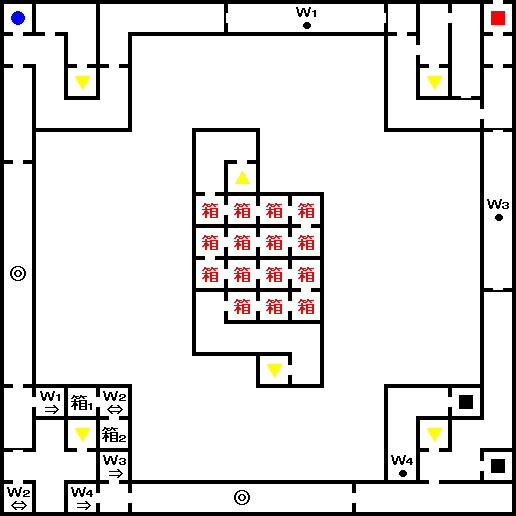 W1
W3
箱 箱 箱 箱
箱 箱 箱 箱
箱 箱 箱 箱
箱 箱 箱
W1 ⇒ 箱1 W2 ⇔
箱2
W3 ⇒
W4
W2 ⇔ W4 ⇒